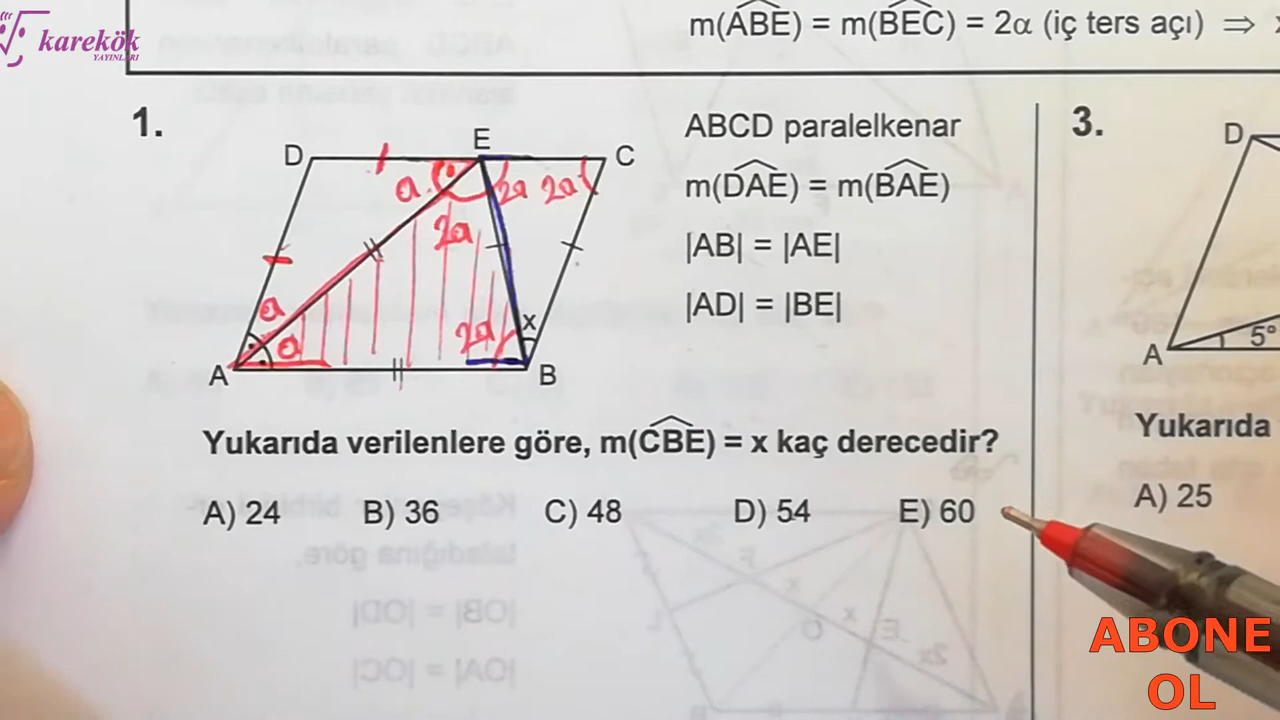 karekök
YAYINLARI
m(ABE) = m(BEC) = 2α (iç ters açı) ⇒
1.
ABCD paralelkenar
m(DAE) = m(BAE)
|AB| = |AE|
|AD| = |BE|
D
E
C
a
2a
2a
2a
a
a
2a
x
A
B
Yukarıda verilenlere göre, m(CBE) = x kaç derecedir?
A) 24 B) 36 C) 48 D) 54 E) 60
3.
D
A
5°
Yukarıda
A) 25
ABONE
OL